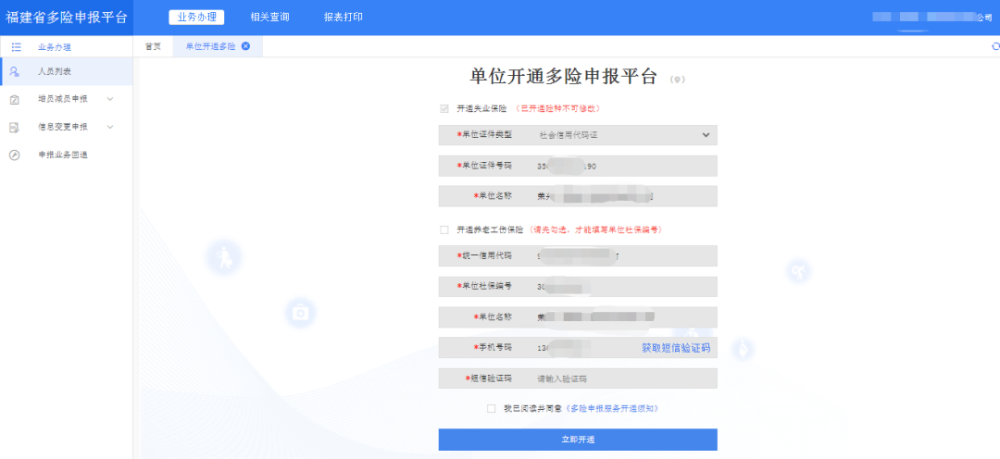 福建省多险申报平台
业务办理 相关查询 报表打印
公司
业务办理
首页 单位开通多险
人员列表
增员减员申报
信息变更申报
申报业务回退
单位开通多险申报平台
开通失业保险 （已开通险种不可修改）
*单位证件类型 社会信用代码证
*单位证件号码 35 90
*单位名称
开通养老工伤保险 （请先勾选，才能填写单位社保编号）
*统一信用代码 9
*单位社保编号 30
*单位名称
*手机号码 13 获取短信验证码
*短信验证码 请输入验证码
我已阅读并同意《多险申报服务开通须知》
立即开通